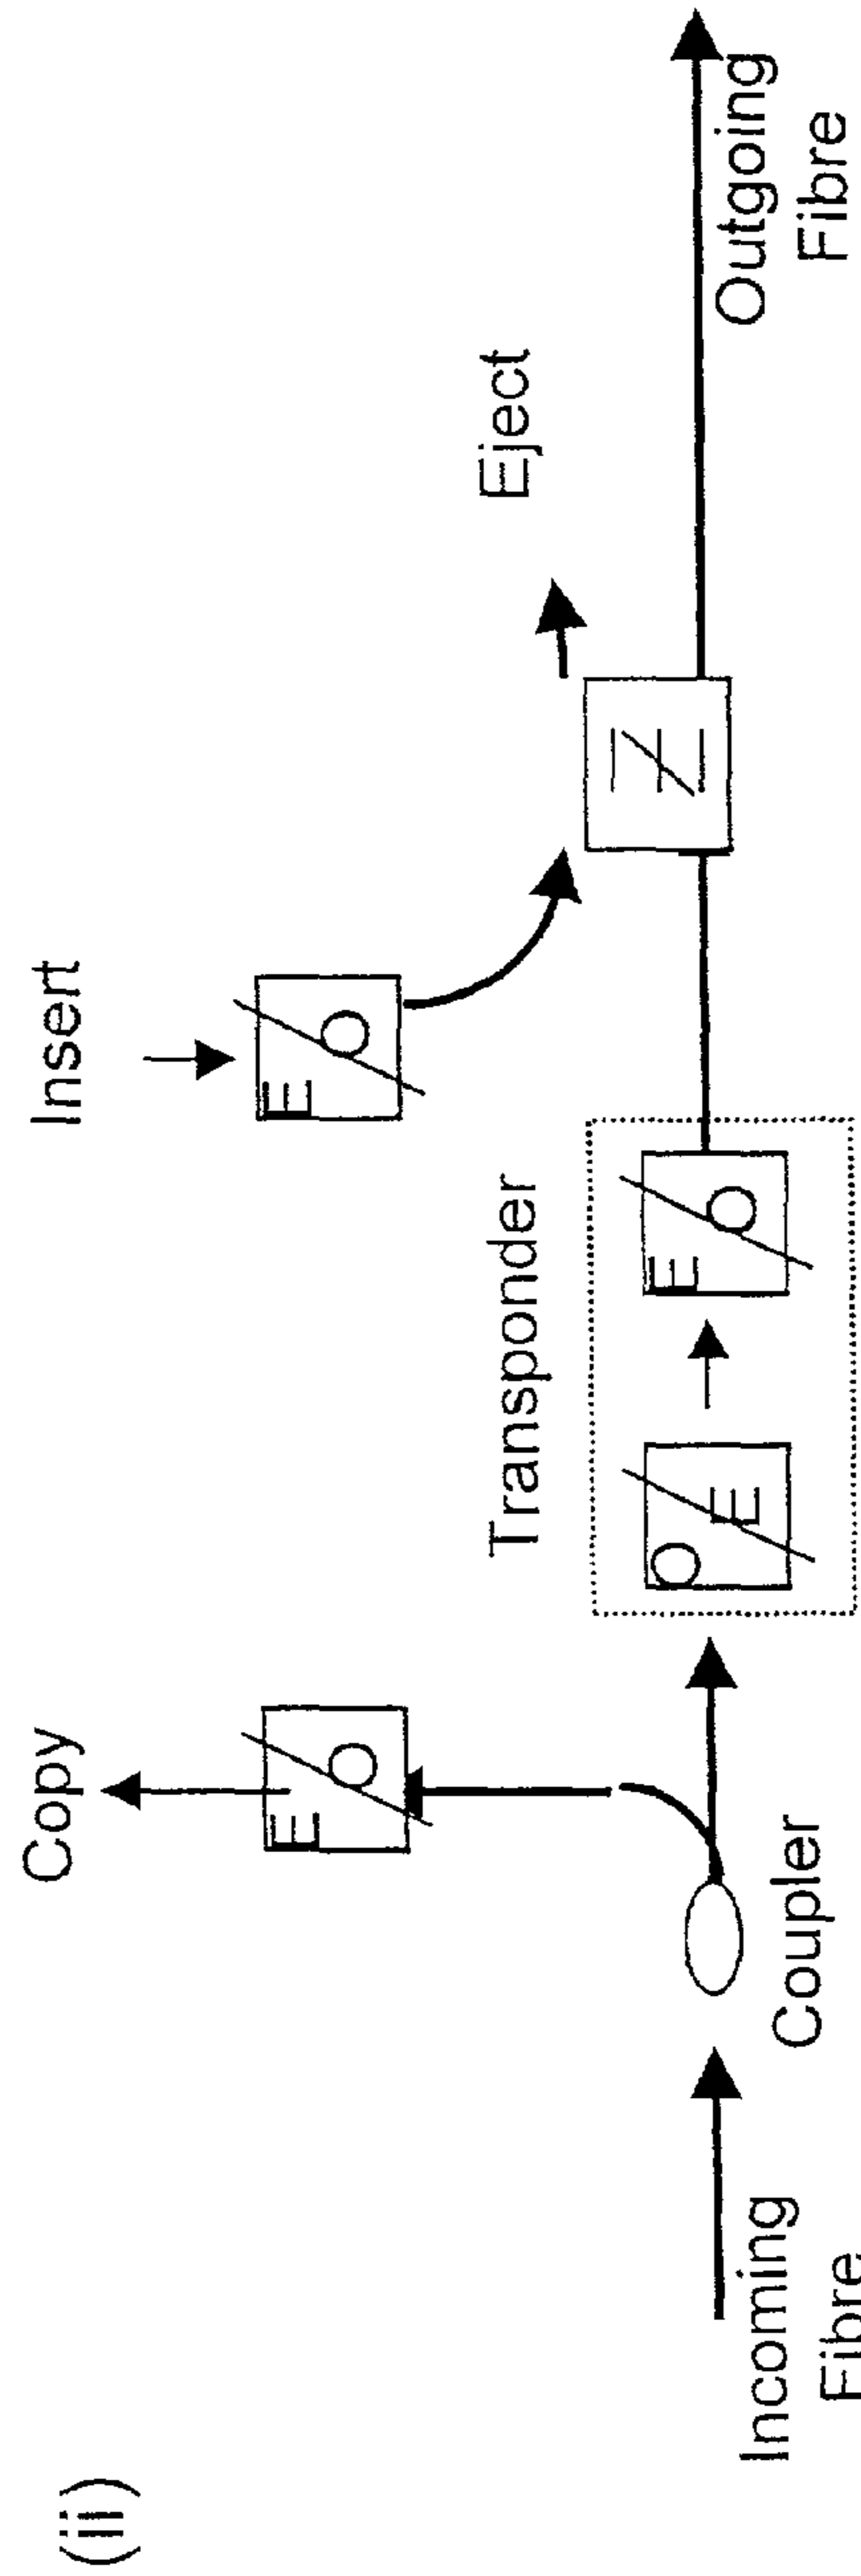 (ii)
Copy
Insert
E
O
E
O
Transponder
Eject
O
E
E
O
Incoming
Fibre
Coupler
Outgoing
Fibre